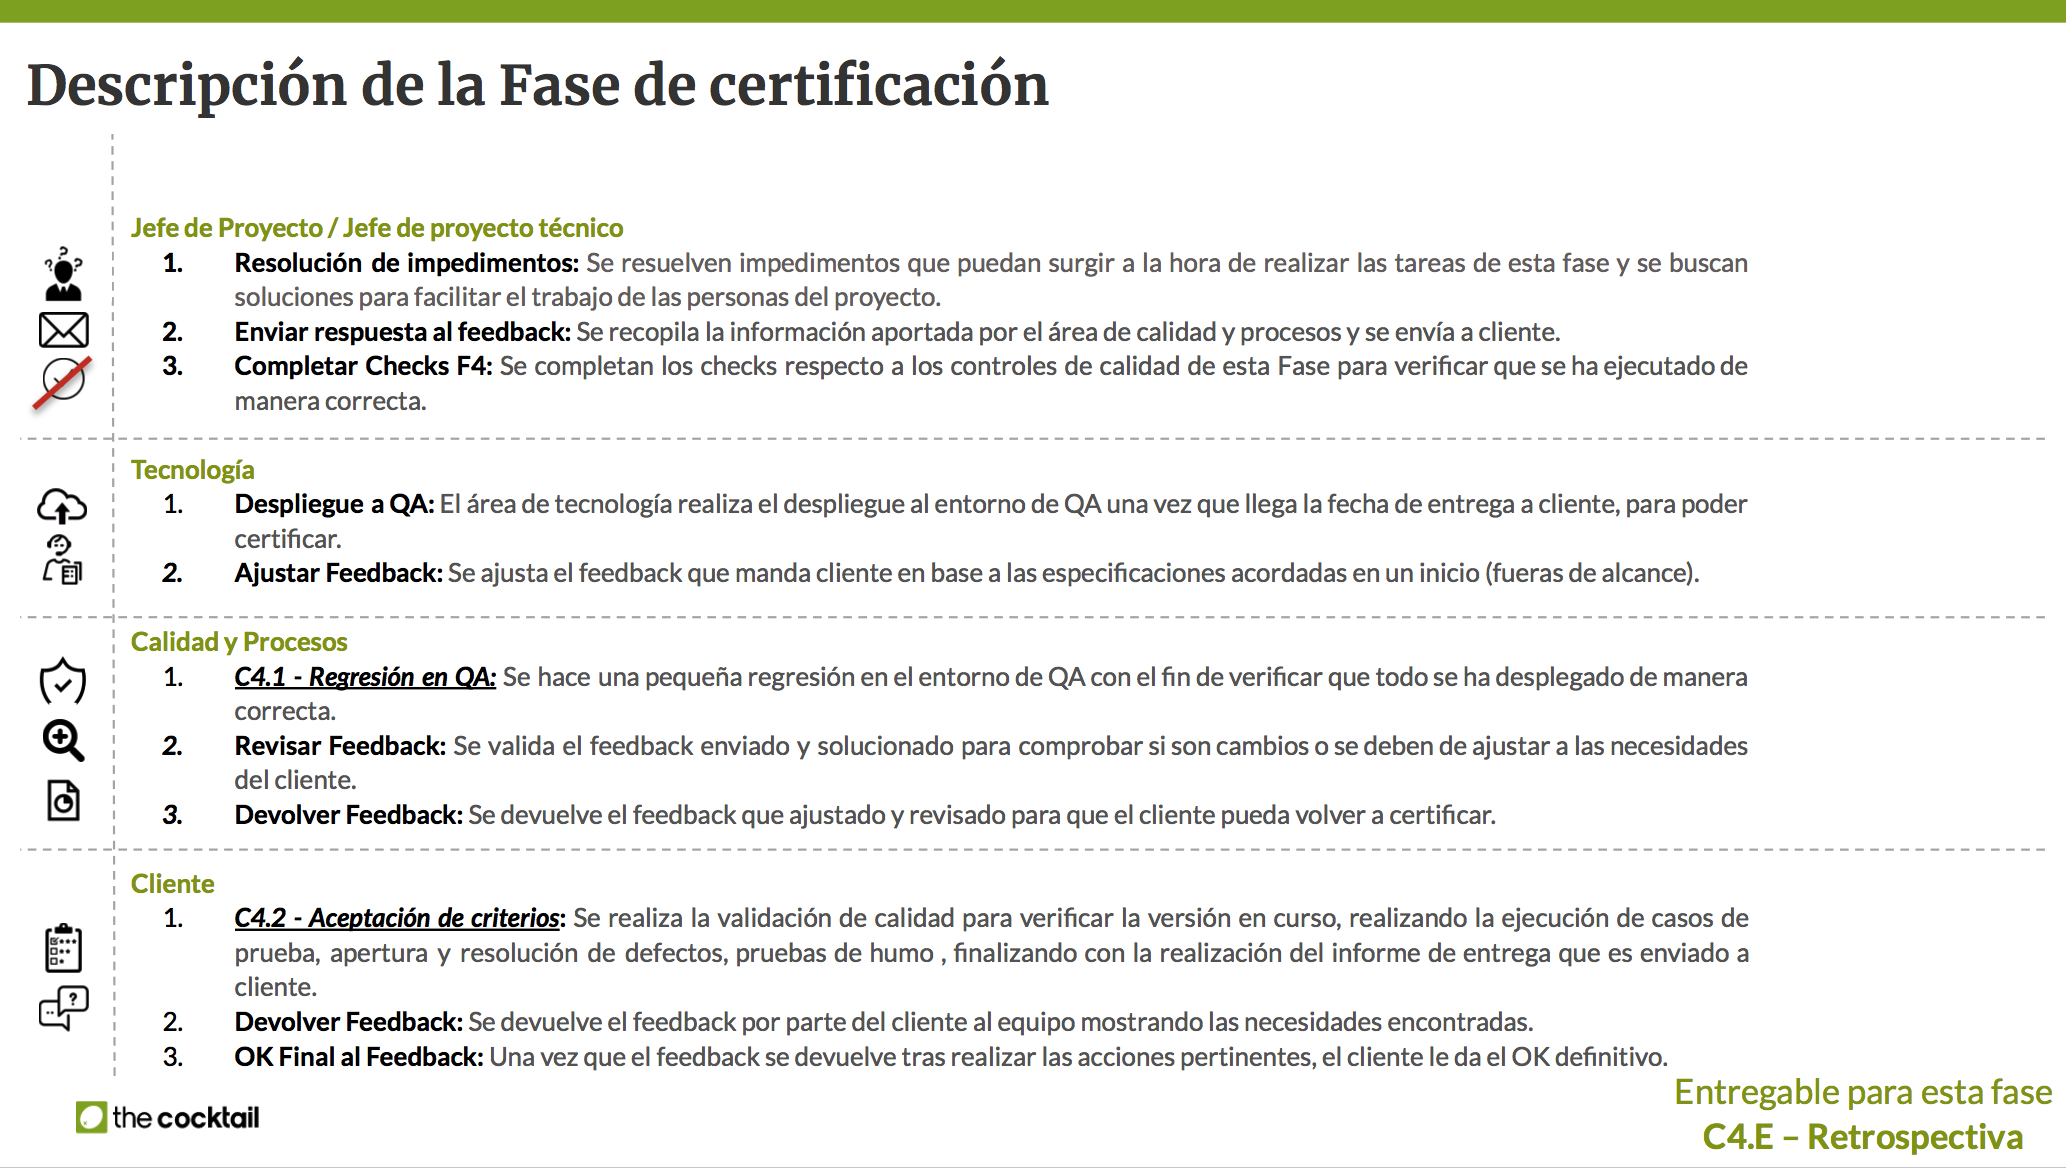 Descripción de la Fase de certificación
Jefe de Proyecto / Jefe de proyecto técnico
1. Resolución de impedimentos: Se resuelven impedimentos que puedan surgir a la hora de realizar las tareas de esta fase y se buscan
soluciones para facilitar el trabajo de las personas del proyecto.
2. Enviar respuesta al feedback: Se recopila la información aportada por el área de calidad y procesos y se envía a cliente.
3. Completar Checks F4: Se completan los checks respecto a los controles de calidad de esta Fase para verificar que se ha ejecutado de
manera correcta.
Tecnología
1. Despliegue a QA: El área de tecnología realiza el despliegue al entorno de QA una vez que llega la fecha de entrega a cliente, para poder
certificar.
2. Ajustar Feedback: Se ajusta el feedback que manda cliente en base a las especificaciones acordadas en un inicio (fueras de alcance).
Calidad y Procesos
1. C4.1 - Regresión en QA: Se hace una pequeña regresión en el entorno de QA con el fin de verificar que todo se ha desplegado de manera
correcta.
2. Revisar Feedback: Se valida el feedback enviado y solucionado para comprobar si son cambios o se deben de ajustar a las necesidades
del cliente.
3. Devolver Feedback: Se devuelve el feedback que ajustado y revisado para que el cliente pueda volver a certificar.
Cliente
1. C4.2 - Aceptación de criterios: Se realiza la validación de calidad para verificar la versión en curso, realizando la ejecución de casos de
prueba, apertura y resolución de defectos, pruebas de humo , finalizando con la realización del informe de entrega que es enviado a
cliente.
2. Devolver Feedback: Se devuelve el feedback por parte del cliente al equipo mostrando las necesidades encontradas.
3. OK Final al Feedback: Una vez que el feedback se devuelve tras realizar las acciones pertinentes, el cliente le da el OK definitivo.
the cocktail
Entregable para esta fase
C4.E – Retrospectiva